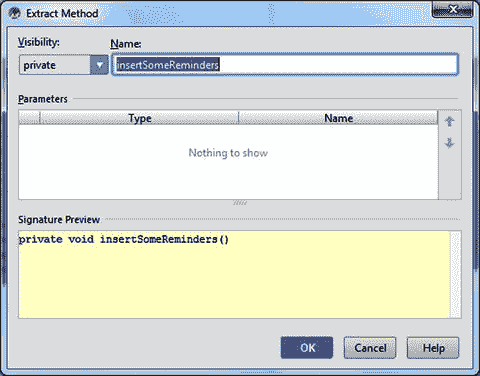 Extract Method
Visibility: Name:
private insertSomeReminders
Parameters
Type Name
Nothing to show
Signature Preview
private void insertSomeReminders()
OK Cancel Help